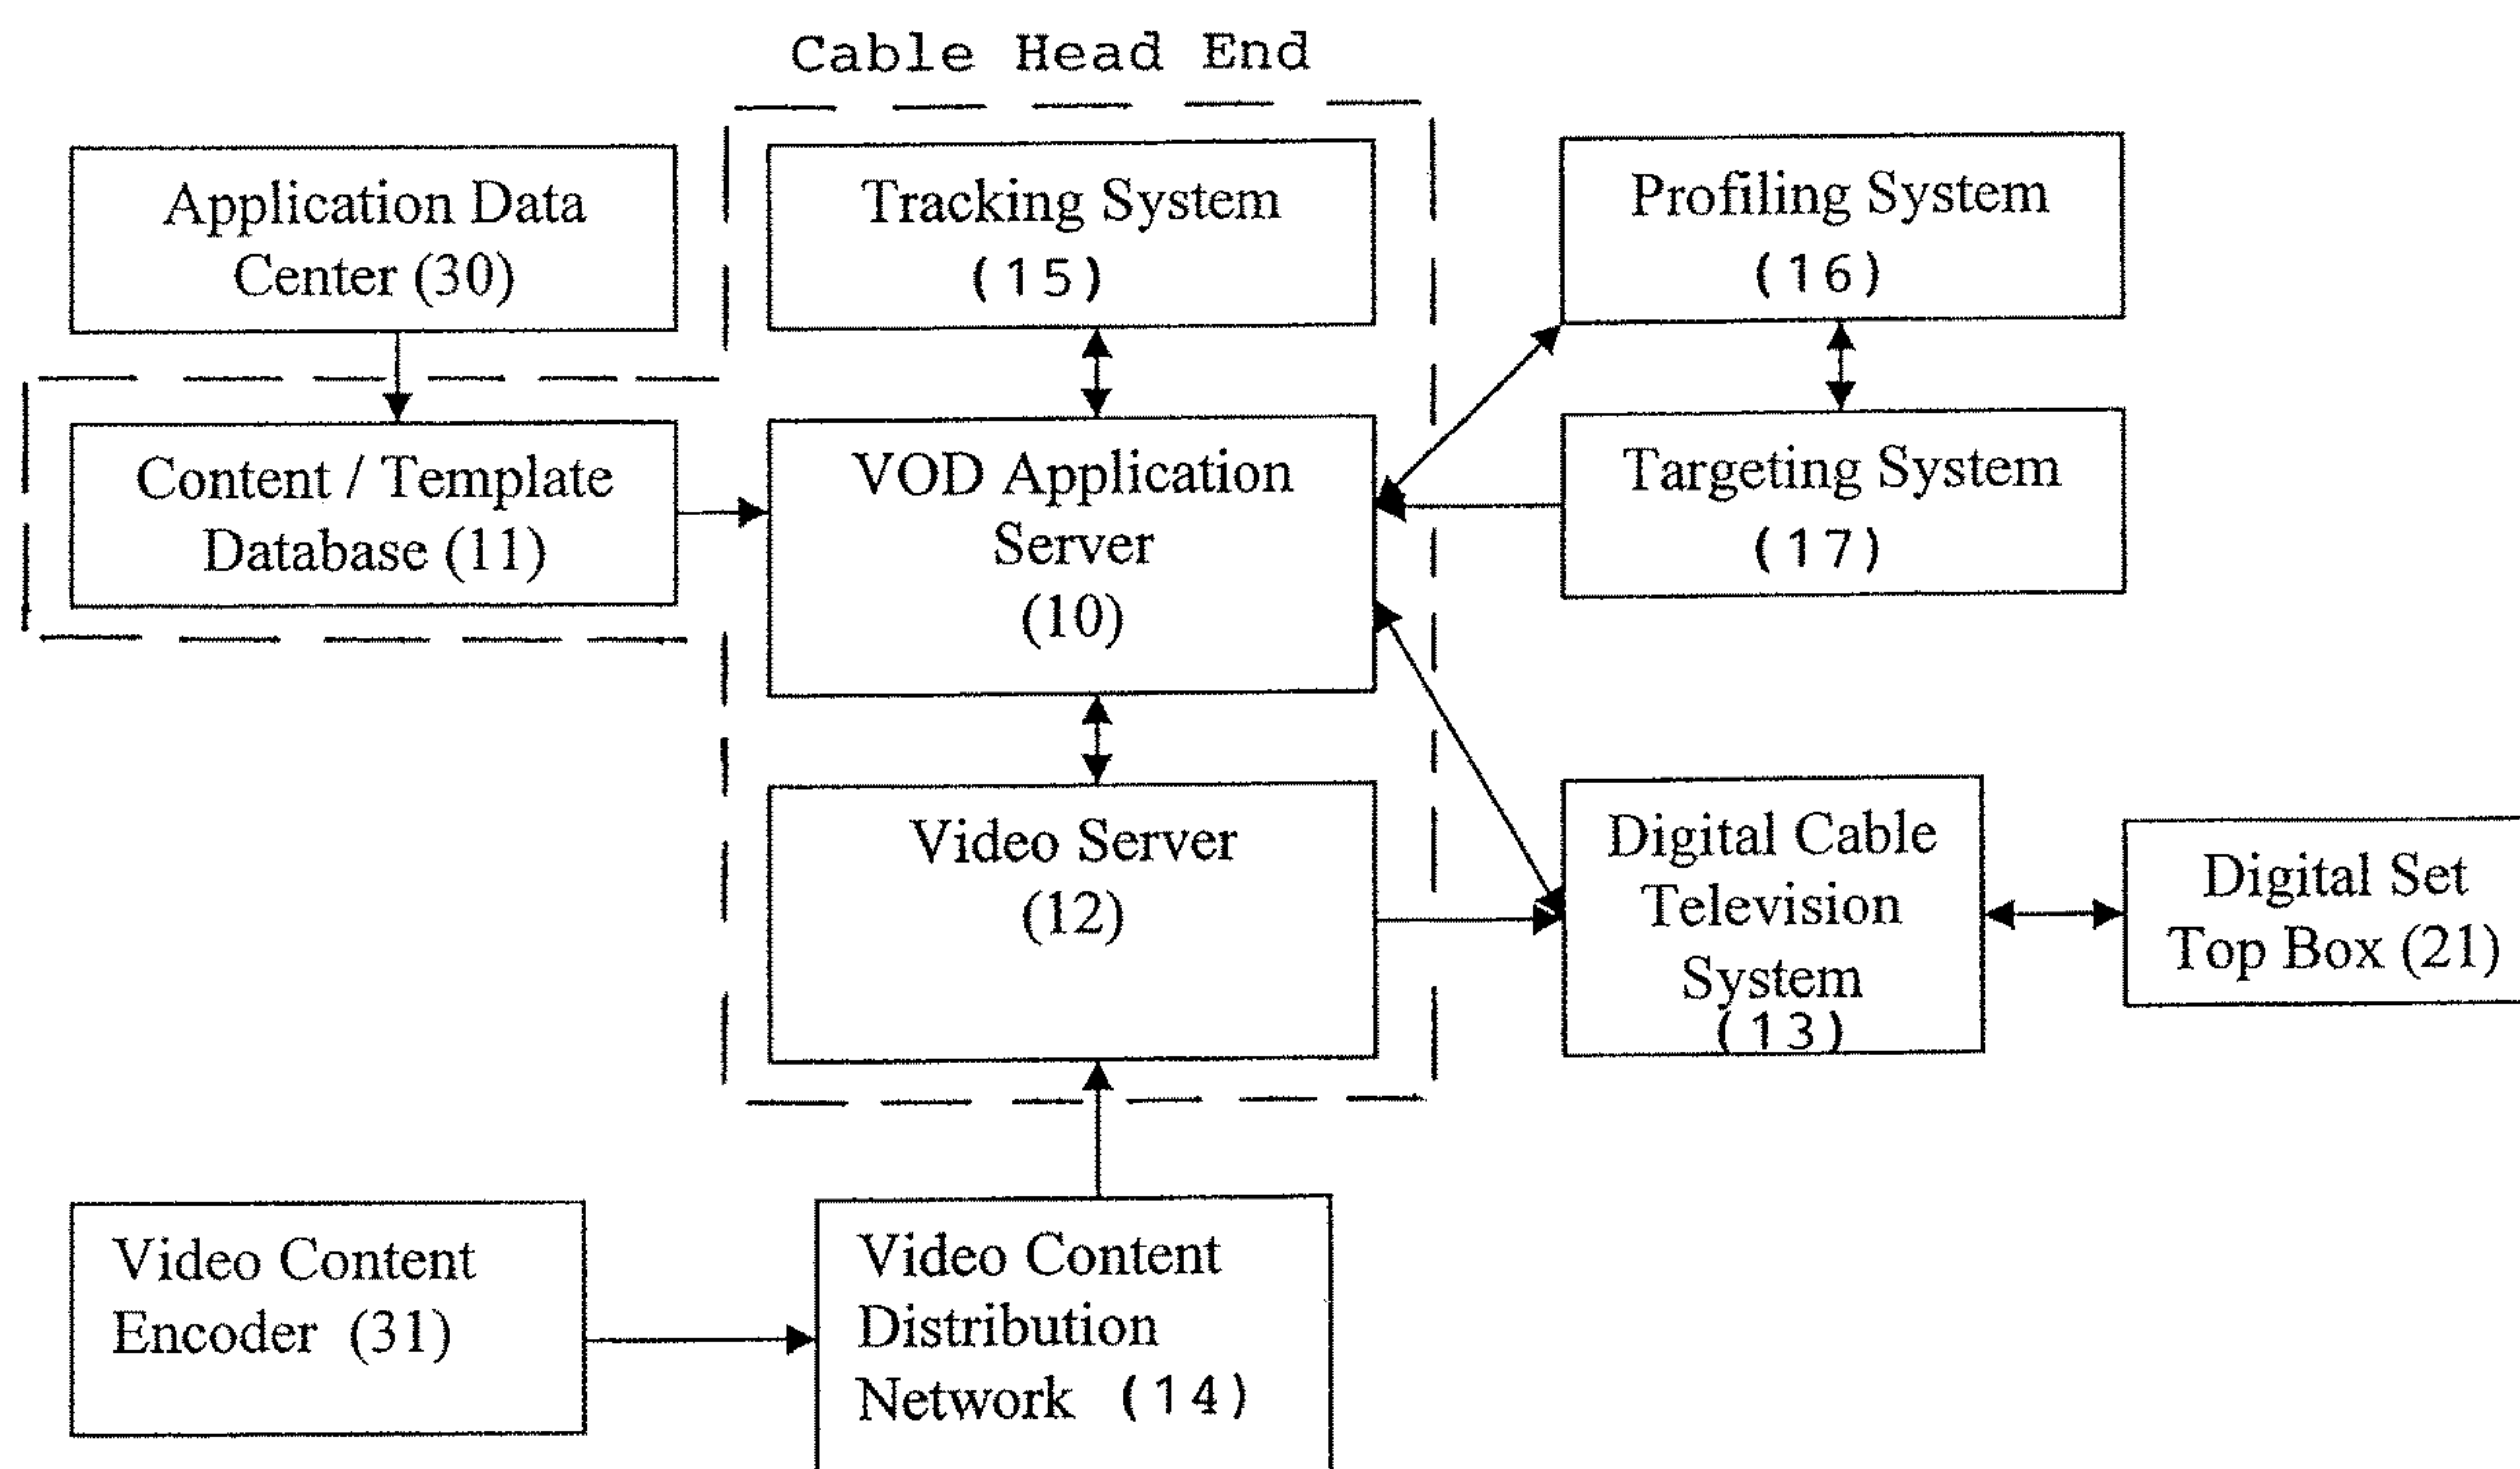 Cable Head End
Application Data
Center (30)
Tracking System
(15)
Profiling System
(16)
Content / Template
Database (11)
VOD Application
Server
(10)
Targeting System
(17)
Video Server
(12)
Digital Cable
Television
System
(13)
Digital Set
Top Box (21)
Video Content
Encoder (31)
Video Content
Distribution
Network (14)